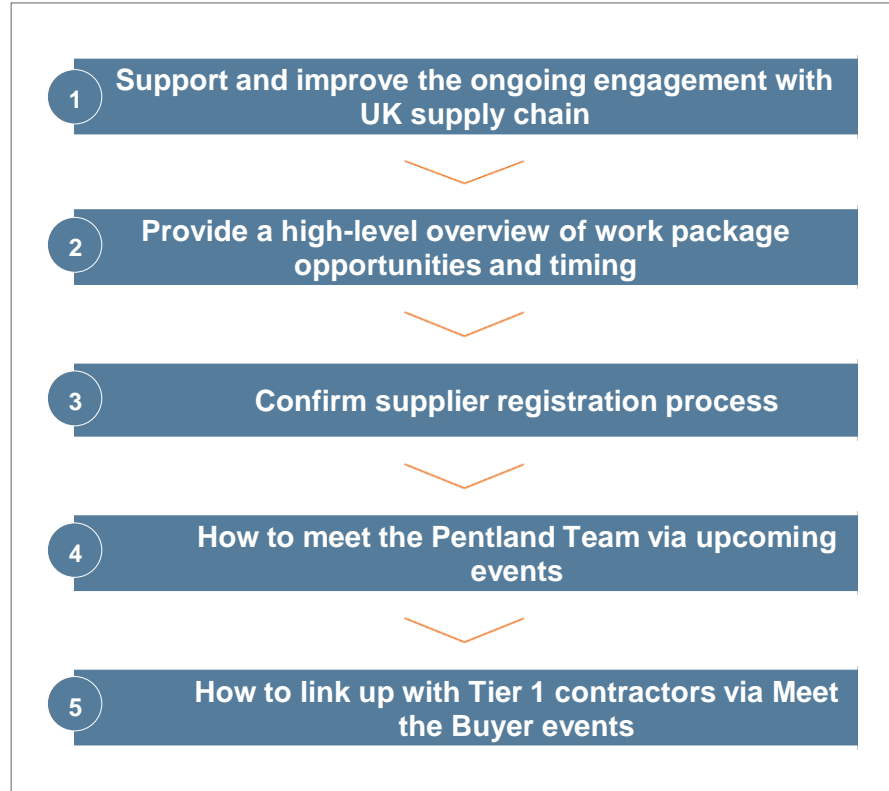 1
Support and improve the ongoing engagement with
UK supply chain
2
Provide a high-level overview of work package
opportunities and timing
3
Confirm supplier registration process
4
How to meet the Pentland Team via upcoming
events
5
How to link up with Tier 1 contractors via Meet
the Buyer events